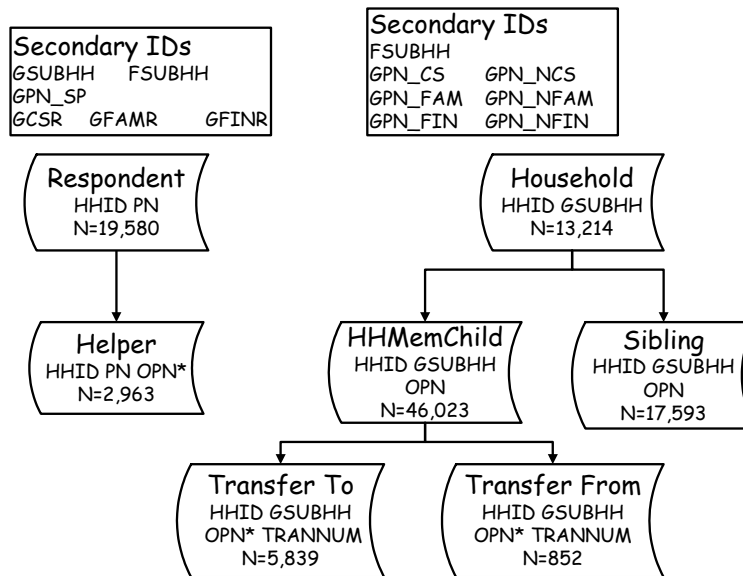 Secondary IDs
GSUBHH FSUBHH
GPN_SP
GCSR GFAMR GFINR
Secondary IDs
FSUBHH
GPN_CS GPN_NCS
GPN_FAM GPN_NFAM
GPN_FIN GPN_NFIN
Respondent
HHID PN
N=19,580
Household
HHID GSUBHH
N=13,214
Helper
HHID PN OPN*
N=2,963
HHMemChild
HHID GSUBHH
OPN
N=46,023
Sibling
HHID GSUBHH
OPN
N=17,593
Transfer To
HHID GSUBHH
OPN* TRANNUM
N=5,839
Transfer From
HHID GSUBHH
OPN* TRANNUM
N=852